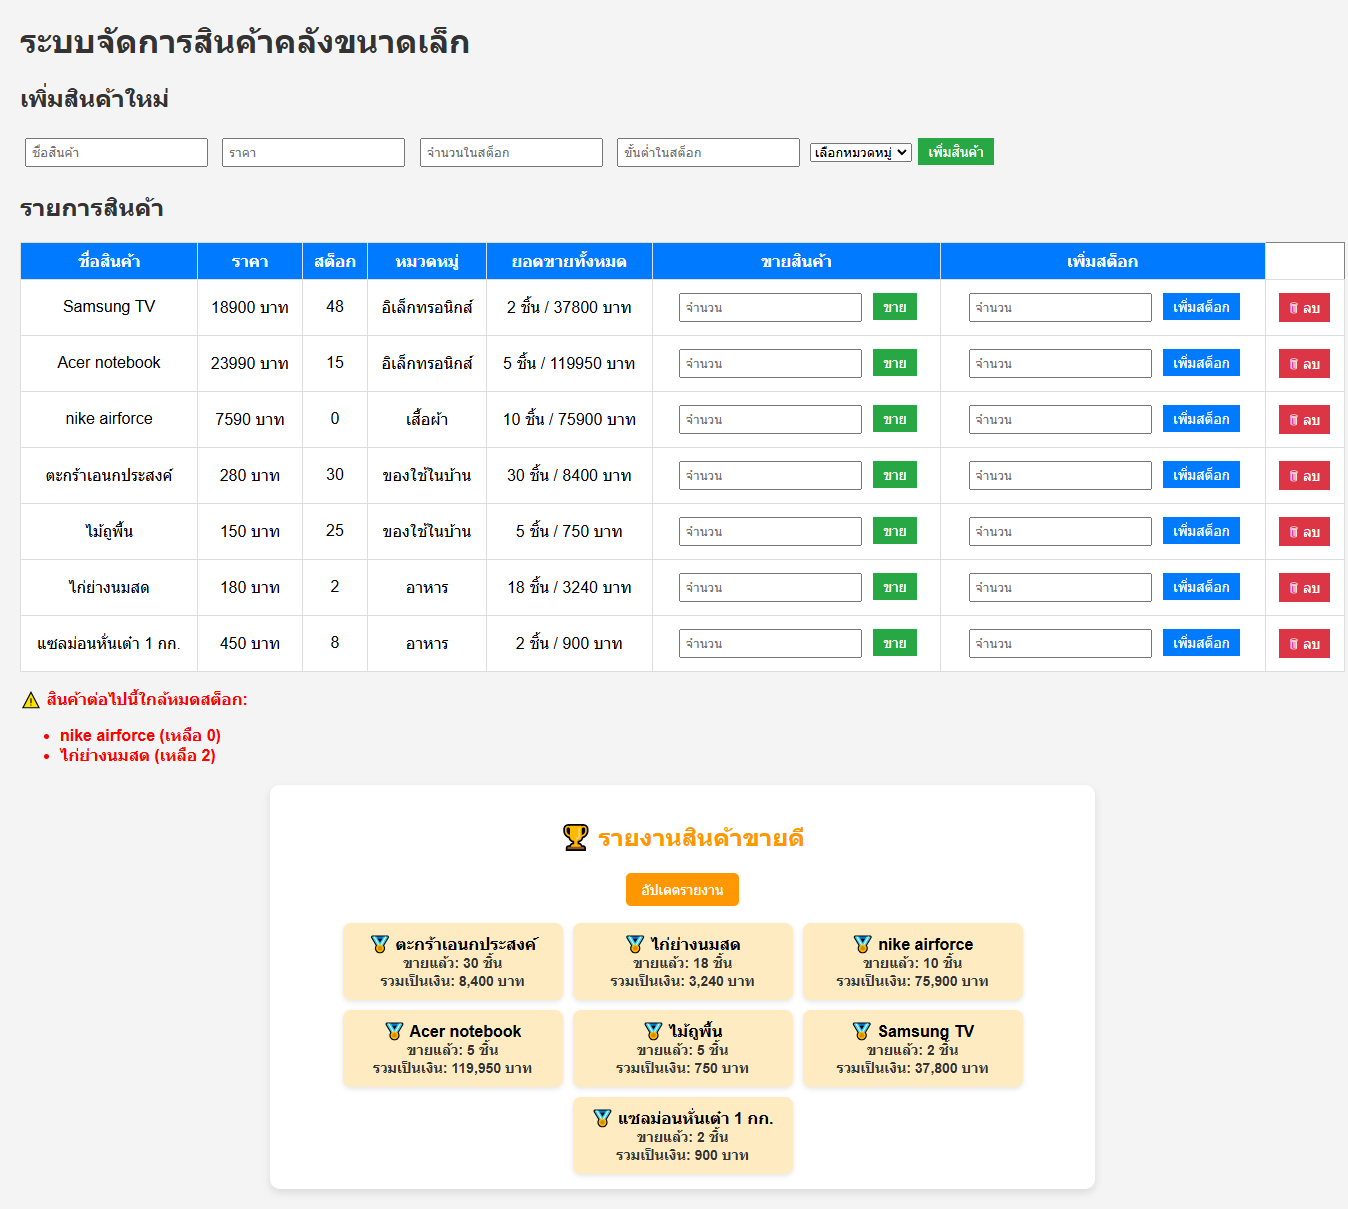 ระบบจัดการสินค้าคลังขนาดเล็ก
เพิ่มสินค้าใหม่
ชื่อสินค้า ราคา จำนวนในสต็อก ขั้นต่ำในสต็อก เลือกหมวดหมู่ เพิ่มสินค้า
รายการสินค้า
ชื่อสินค้า ราคา สต็อก หมวดหมู่ ยอดขายทั้งหมด ขายสินค้า เพิ่มสต็อก
Samsung TV 18900 บาท 48 อิเล็กทรอนิกส์ 2 ชิ้น / 37800 บาท จำนวน ขาย จำนวน เพิ่มสต็อก ลบ
Acer notebook 23990 บาท 15 อิเล็กทรอนิกส์ 5 ชิ้น / 119950 บาท จำนวน ขาย จำนวน เพิ่มสต็อก ลบ
nike airforce 7590 บาท 0 เสื้อผ้า 10 ชิ้น / 75900 บาท จำนวน ขาย จำนวน เพิ่มสต็อก ลบ
ตะกร้าเอนกประสงค์ 280 บาท 30 ของใช้ในบ้าน 30 ชิ้น / 8400 บาท จำนวน ขาย จำนวน เพิ่มสต็อก ลบ
ไม้ถูพื้น 150 บาท 25 ของใช้ในบ้าน 5 ชิ้น / 750 บาท จำนวน ขาย จำนวน เพิ่มสต็อก ลบ
ไก่ย่างนมสด 180 บาท 2 อาหาร 18 ชิ้น / 3240 บาท จำนวน ขาย จำนวน เพิ่มสต็อก ลบ
แซลม่อนหั่นเต๋า 1 กก. 450 บาท 8 อาหาร 2 ชิ้น / 900 บาท จำนวน ขาย จำนวน เพิ่มสต็อก ลบ
⚠️ สินค้าต่อไปนี้ใกล้หมดสต็อก:
• nike airforce (เหลือ 0)
• ไก่ย่างนมสด (เหลือ 2)
🏆 รายงานสินค้าขายดี
อัปเดตรายงาน
🏅 ตะกร้าเอนกประสงค์
ขายแล้ว: 30 ชิ้น
รวมเป็นเงิน: 8,400 บาท
🏅 ไก่ย่างนมสด
ขายแล้ว: 18 ชิ้น
รวมเป็นเงิน: 3,240 บาท
🏅 nike airforce
ขายแล้ว: 10 ชิ้น
รวมเป็นเงิน: 75,900 บาท
🏅 Acer notebook
ขายแล้ว: 5 ชิ้น
รวมเป็นเงิน: 119,950 บาท
🏅 ไม้ถูพื้น
ขายแล้ว: 5 ชิ้น
รวมเป็นเงิน: 750 บาท
🏅 Samsung TV
ขายแล้ว: 2 ชิ้น
รวมเป็นเงิน: 37,800 บาท
🏅 แซลม่อนหั่นเต๋า 1 กก.
ขายแล้ว: 2 ชิ้น
รวมเป็นเงิน: 900 บาท